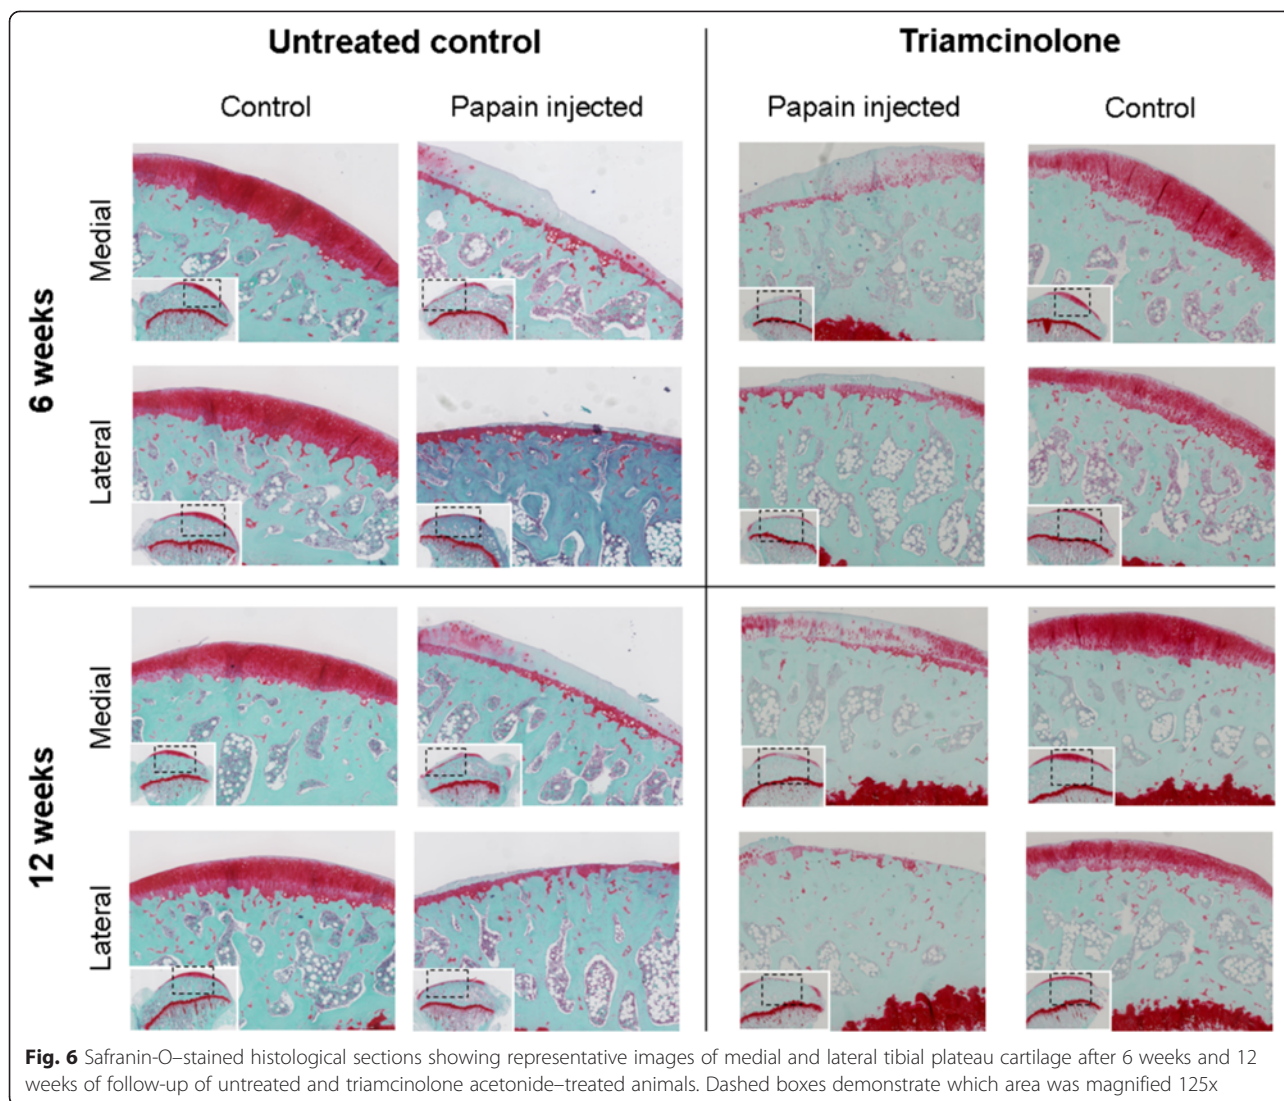 Untreated control
Triamcinolone
Control
Papain injected
Papain injected
Control
6 weeks
Medial
Lateral
12 weeks
Medial
Lateral
Fig. 6 Safranin-O–stained histological sections showing representative images of medial and lateral tibial plateau cartilage after 6 weeks and 12
weeks of follow-up of untreated and triamcinolone acetonide–treated animals. Dashed boxes demonstrate which area was magnified 125x